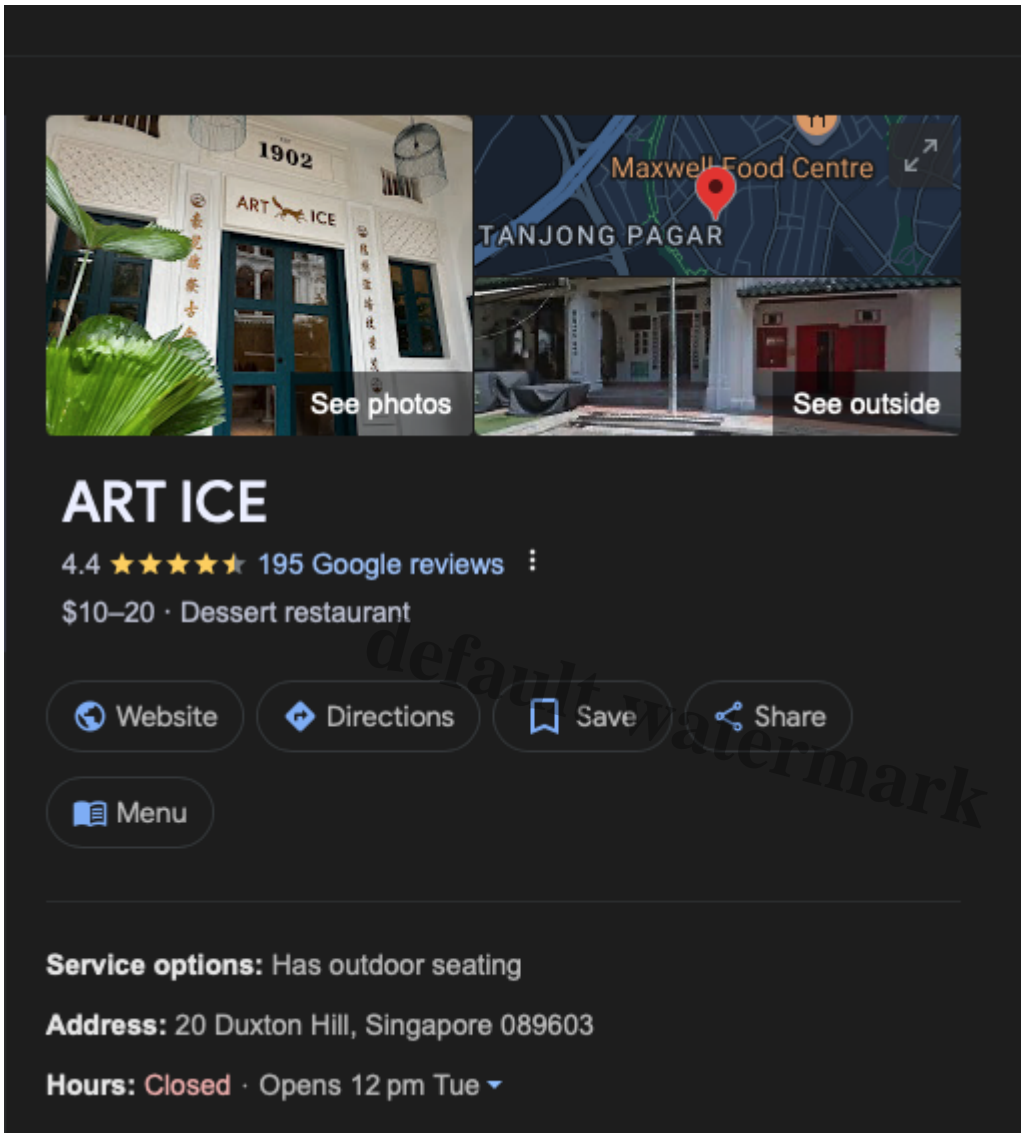 EST
1902
ART ICE
Maxwell Food Centre
TANJONG PAGAR
See photos
See outside
ART ICE
4.4 195 Google reviews
$10–20 · Dessert restaurant
Website Directions Save Share
Menu
Service options: Has outdoor seating
Address: 20 Duxton Hill, Singapore 089603
Hours: Closed · Opens 12 pm Tue
default watermark